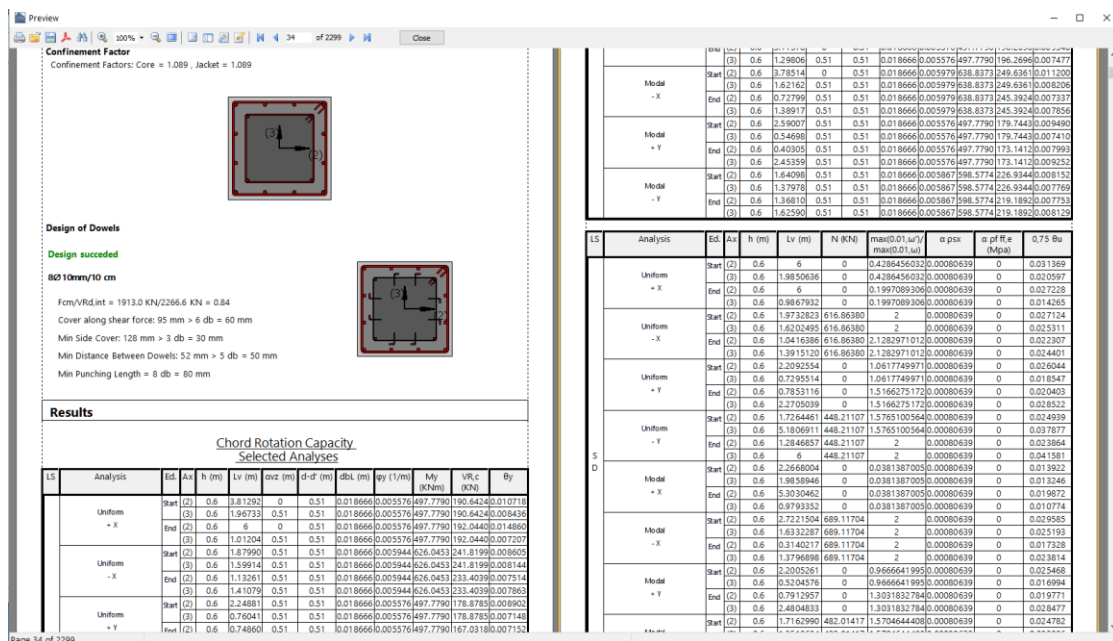 Preview
100%
34 of 2299
Close
Confinement Factor
Confinement Factors: Core = 1.089 , Jacket = 1.089
(3)
(2)
Design of Dowels
Design succeded
8Ø10mm/10 cm
Fcm/VRd,int = 1913.0 KN/2266.6 KN = 0.84
Cover along shear force: 95 mm > 6 db = 60 mm
Min Side Cover: 128 mm > 3 db = 30 mm
Min Distance Between Dowels: 52 mm > 5 db = 50 mm
Min Punching Length = 8 db = 80 mm
(3)
(2)
Results
Chord Rotation Capacity
Selected Analyses
LS Analysis Ed. Ax h (m) Lv (m) αvz (m) d-d' (m) dbL (m) φy (1/m) My (KNm) VR,c (KN) θy
Uniform + X
Start (2) 0.6 3.81292 0 0.51 0.018666 0.005576 497.7790 190.6424 0.010718
(3) 0.6 1.96733 0.51 0.51 0.018666 0.005576 497.7790 190.6424 0.008436
End (2) 0.6 6 0 0.51 0.018666 0.005576 497.7790 192.0440 0.014860
(3) 0.6 1.01204 0.51 0.51 0.018666 0.005576 497.7790 192.0440 0.007207
Uniform - X
Start (2) 0.6 1.87990 0.51 0.51 0.018666 0.005944 626.0453 241.8199 0.008605
(3) 0.6 1.59914 0.51 0.51 0.018666 0.005944 626.0453 241.8199 0.008144
End (2) 0.6 1.13261 0.51 0.51 0.018666 0.005944 626.0453 233.4039 0.007514
(3) 0.6 1.41079 0.51 0.51 0.018666 0.005944 626.0453 233.4039 0.007863
Uniform + Y
Start (2) 0.6 2.24881 0.51 0.51 0.018666 0.005576 497.7790 178.8785 0.008902
(3) 0.6 0.76041 0.51 0.51 0.018666 0.005576 497.7790 178.8785 0.007148
End (2) 0.6 0.74860 0.51 0.51 0.018666 0.005576 497.7790 167.0318 0.007152
(3) 0.6 1.29806 0.51 0.51 0.018666 0.005576 497.7790 196.2696 0.007477
Modal - X
Start (2) 0.6 3.78514 0 0.51 0.018666 0.005979 638.8373 249.6361 0.011200
(3) 0.6 1.62162 0.51 0.51 0.018666 0.005979 638.8373 249.6361 0.008206
End (2) 0.6 0.72799 0.51 0.51 0.018666 0.005979 638.8373 245.3924 0.007337
(3) 0.6 1.38917 0.51 0.51 0.018666 0.005979 638.8373 245.3924 0.007856
Modal + Y
Start (2) 0.6 2.59007 0.51 0.51 0.018666 0.005576 497.7790 179.7443 0.009490
(3) 0.6 0.54698 0.51 0.51 0.018666 0.005576 497.7790 179.7443 0.007410
End (2) 0.6 0.40305 0.51 0.51 0.018666 0.005576 497.7790 173.1412 0.007993
(3) 0.6 2.45359 0.51 0.51 0.018666 0.005576 497.7790 173.1412 0.009252
Modal - Y
Start (2) 0.6 1.64098 0.51 0.51 0.018666 0.005867 598.5774 226.9344 0.008152
(3) 0.6 1.37978 0.51 0.51 0.018666 0.005867 598.5774 226.9344 0.007769
End (2) 0.6 1.36810 0.51 0.51 0.018666 0.005867 598.5774 219.1892 0.007753
(3) 0.6 1.62590 0.51 0.51 0.018666 0.005867 598.5774 219.1892 0.008129
LS Analysis Ed. Ax h (m) Lv (m) N (KN) max(0.01,ω')/ max(0.01,ω) α ρsx α ρf ff,e (Mpa) 0,75 θu
SD
Uniform + X
Start (2) 0.6 6 0 0.4286456032 0.00080639 0 0.031369
(3) 0.6 1.9850636 0 0.4286456032 0.00080639 0 0.020597
End (2) 0.6 6 0 0.1997089306 0.00080639 0 0.027228
(3) 0.6 0.9867932 0 0.1997089306 0.00080639 0 0.014265
Uniform - X
Start (2) 0.6 1.9732823 616.86380 2 0.00080639 0 0.027124
(3) 0.6 1.6202495 616.86380 2 0.00080639 0 0.025311
End (2) 0.6 1.0416386 616.86380 2.1282971012 0.00080639 0 0.022307
(3) 0.6 1.3915120 616.86380 2.1282971012 0.00080639 0 0.024401
Uniform + Y
Start (2) 0.6 2.2092554 0 1.0617749971 0.00080639 0 0.026044
(3) 0.6 0.7295514 0 1.0617749971 0.00080639 0 0.018547
End (2) 0.6 0.7853116 0 1.5166275172 0.00080639 0 0.020403
(3) 0.6 2.2705039 0 1.5166275172 0.00080639 0 0.028522
Uniform - Y
Start (2) 0.6 1.7264461 448.21107 1.5765100564 0.00080639 0 0.024939
(3) 0.6 5.1806911 448.21107 1.5765100564 0.00080639 0 0.037877
End (2) 0.6 1.2846857 448.21107 2 0.00080639 0 0.023864
(3) 0.6 6 448.21107 2 0.00080639 0 0.041581
Modal + X
Start (2) 0.6 2.2668004 0 0.0381387005 0.00080639 0 0.013922
(3) 0.6 1.9858946 0 0.0381387005 0.00080639 0 0.013246
End (2) 0.6 5.3030462 0 0.0381387005 0.00080639 0 0.019872
(3) 0.6 0.9793352 0 0.0381387005 0.00080639 0 0.010774
Modal - X
Start (2) 0.6 2.7221504 689.11704 2 0.00080639 0 0.029585
(3) 0.6 1.6332287 689.11704 2 0.00080639 0 0.025193
End (2) 0.6 0.3140217 689.11704 2 0.00080639 0 0.017328
(3) 0.6 1.3796898 689.11704 2 0.00080639 0 0.023814
Modal + Y
Start (2) 0.6 2.2005261 0 0.9666641995 0.00080639 0 0.025468
(3) 0.6 0.5204576 0 0.9666641995 0.00080639 0 0.016994
End (2) 0.6 0.7912957 0 1.3031832784 0.00080639 0 0.019771
(3) 0.6 2.4804833 0 1.3031832784 0.00080639 0 0.028477
Start (2) 0.6 1.7162990 482.01417 1.5704644408 0.00080639 0 0.024782
Page 34 of 2299